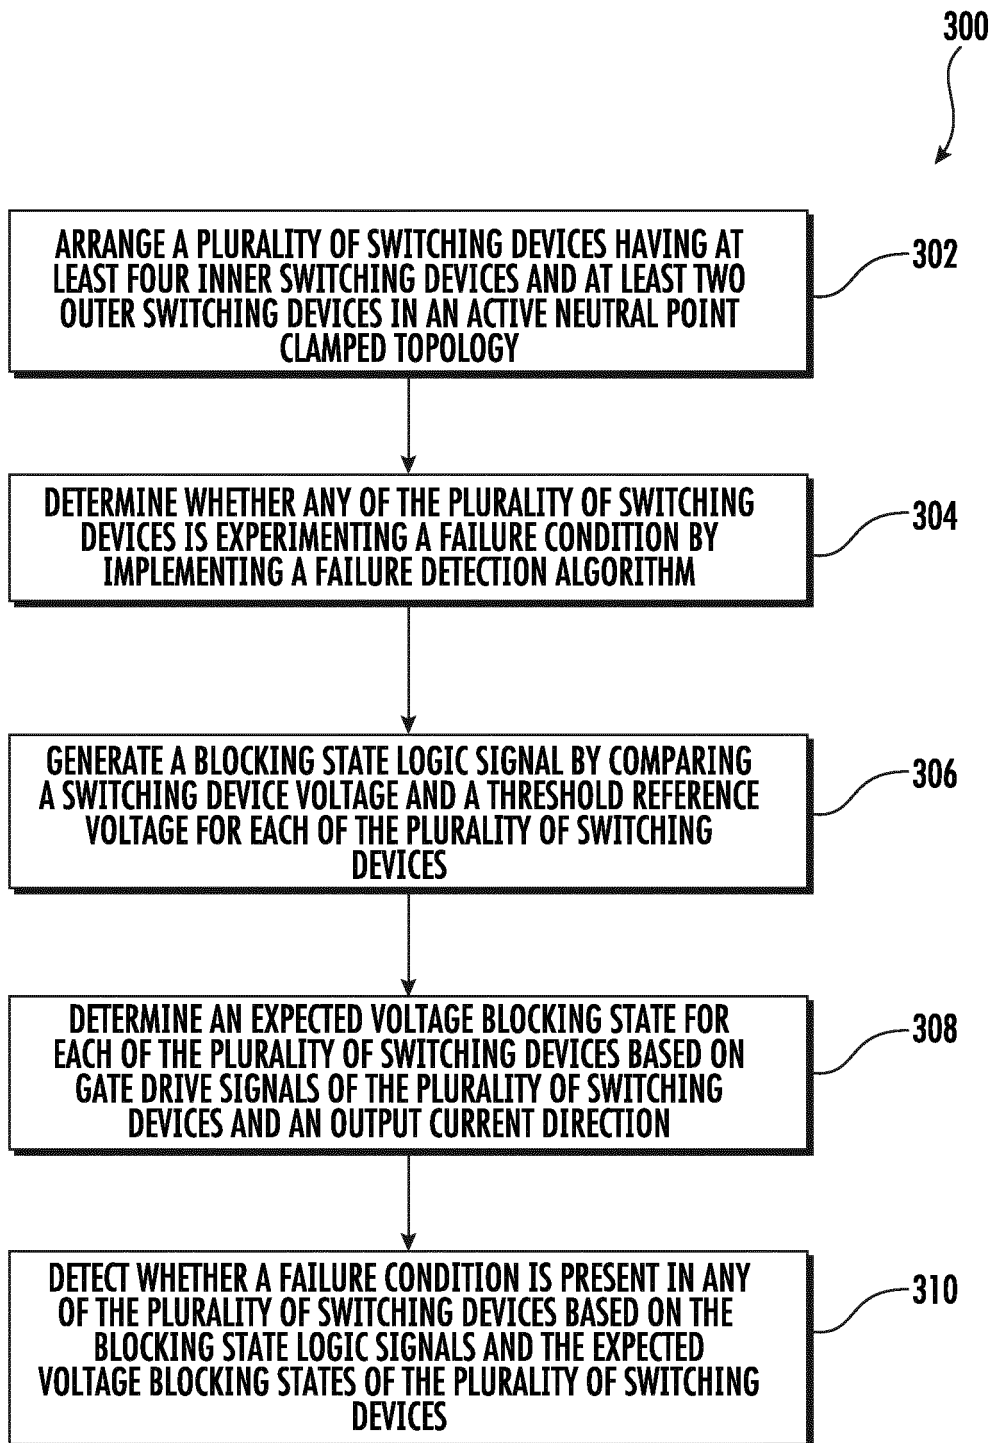 300
ARRANGE A PLURALITY OF SWITCHING DEVICES HAVING AT
LEAST FOUR INNER SWITCHING DEVICES AND AT LEAST TWO
OUTER SWITCHING DEVICES IN AN ACTIVE NEUTRAL POINT
CLAMPED TOPOLOGY
302
DETERMINE WHETHER ANY OF THE PLURALITY OF SWITCHING
DEVICES IS EXPERIMENTING A FAILURE CONDITION BY
IMPLEMENTING A FAILURE DETECTION ALGORITHM
304
GENERATE A BLOCKING STATE LOGIC SIGNAL BY COMPARING
A SWITCHING DEVICE VOLTAGE AND A THRESHOLD REFERENCE
VOLTAGE FOR EACH OF THE PLURALITY OF SWITCHING
DEVICES
306
DETERMINE AN EXPECTED VOLTAGE BLOCKING STATE FOR
EACH OF THE PLURALITY OF SWITCHING DEVICES BASED ON
GATE DRIVE SIGNALS OF THE PLURALITY OF SWITCHING
DEVICES AND AN OUTPUT CURRENT DIRECTION
308
DETECT WHETHER A FAILURE CONDITION IS PRESENT IN ANY
OF THE PLURALITY OF SWITCHING DEVICES BASED ON THE
BLOCKING STATE LOGIC SIGNALS AND THE EXPECTED
VOLTAGE BLOCKING STATES OF THE PLURALITY OF SWITCHING
DEVICES
310